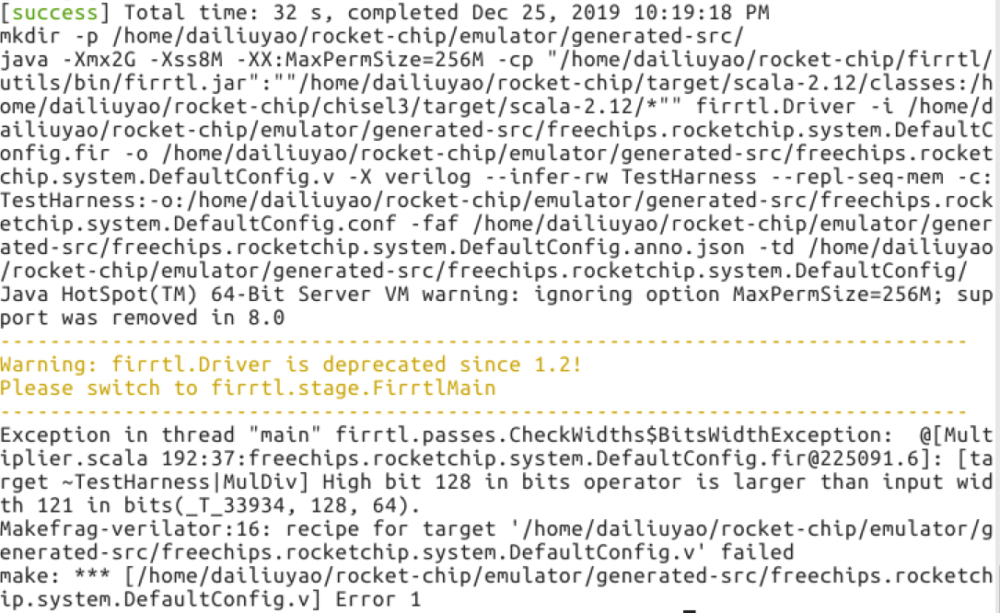 [success] Total time: 32 s, completed Dec 25, 2019 10:19:18 PM
mkdir -p /home/dailiuyao/rocket-chip/emulator/generated-src/
java -Xmx2G -Xss8M -XX:MaxPermSize=256M -cp "/home/dailiuyao/rocket-chip/firrtl/
utils/bin/firrtl.jar":""/home/dailiuyao/rocket-chip/target/scala-2.12/classes:/h
ome/dailiuyao/rocket-chip/chisel3/target/scala-2.12/*"" firrtl.Driver -i /home/d
ailiuyao/rocket-chip/emulator/generated-src/freechips.rocketchip.system.DefaultC
onfig.fir -o /home/dailiuyao/rocket-chip/emulator/generated-src/freechips.rocket
chip.system.DefaultConfig.v -X verilog --infer-rw TestHarness --repl-seq-mem -c:
TestHarness:-o:/home/dailiuyao/rocket-chip/emulator/generated-src/freechips.rock
etchip.system.DefaultConfig.conf -faf /home/dailiuyao/rocket-chip/emulator/gener
ated-src/freechips.rocketchip.system.DefaultConfig.anno.json -td /home/dailiuyao
/rocket-chip/emulator/generated-src/freechips.rocketchip.system.DefaultConfig/
Java HotSpot(TM) 64-Bit Server VM warning: ignoring option MaxPermSize=256M; sup
port was removed in 8.0
------------------------------------------------------------------------------
Warning: firrtl.Driver is deprecated since 1.2!
Please switch to firrtl.stage.FirrtlMain
------------------------------------------------------------------------------
Exception in thread "main" firrtl.passes.CheckWidths$BitsWidthException:  @[Mult
iplier.scala 192:37:freechips.rocketchip.system.DefaultConfig.fir@225091.6]: [ta
rget ~TestHarness|MulDiv] High bit 128 in bits operator is larger than input wid
th 121 in bits(_T_33934, 128, 64).
Makefrag-verilator:16: recipe for target '/home/dailiuyao/rocket-chip/emulator/g
enerated-src/freechips.rocketchip.system.DefaultConfig.v' failed
make: *** [/home/dailiuyao/rocket-chip/emulator/generated-src/freechips.rocketch
ip.system.DefaultConfig.v] Error 1